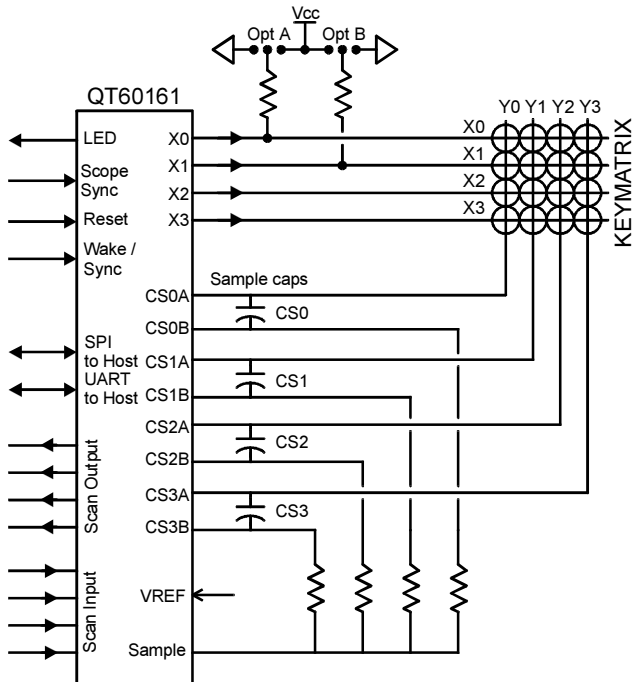 Vcc
Opt A
Opt B
QT60161
Y0 Y1 Y2 Y3
LED
X0
X0
Scope
Sync
X1
X1
X2
X2
Reset
X3
X3
KEYMATRIX
Wake /
Sync
Sample caps
CS0A
CS0
CS0B
SPI
to Host
CS1A
UART
to Host
CS1
CS1B
CS2A
CS2
CS2B
Scan Output
CS3A
CS3
CS3B
Scan Input
VREF
Sample